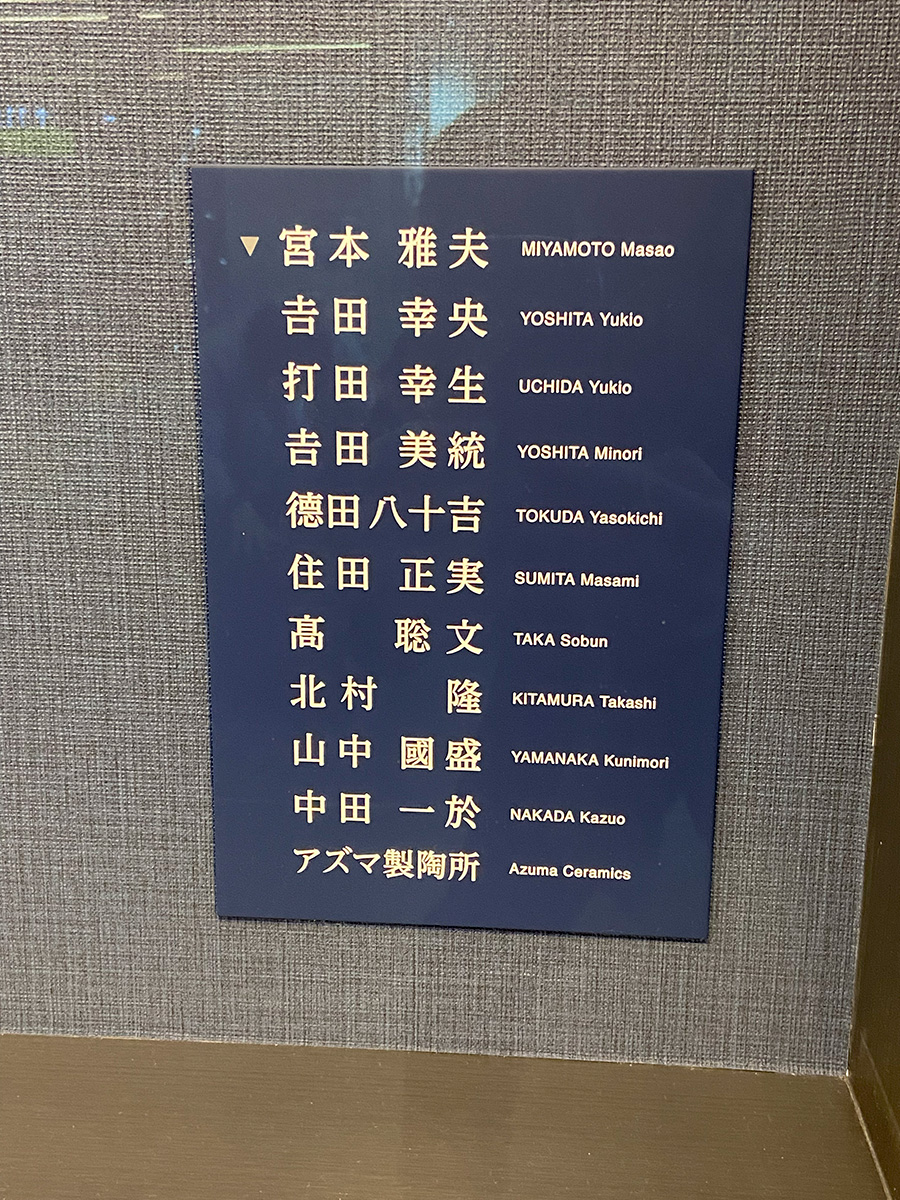 ▼ 宮本 雅夫 MIYAMOTO Masao
𠮷田 幸央 YOSHITA Yukio
打田 幸生 UCHIDA Yukio
𠮷田 美統 YOSHITA Minori
德田八十吉 TOKUDA Yasokichi
住田 正実 SUMITA Masami
髙 聡文 TAKA Sobun
北村 隆 KITAMURA Takashi
山中 國盛 YAMANAKA Kunimori
中田 一於 NAKADA Kazuo
アズマ製陶所 Azuma Ceramics